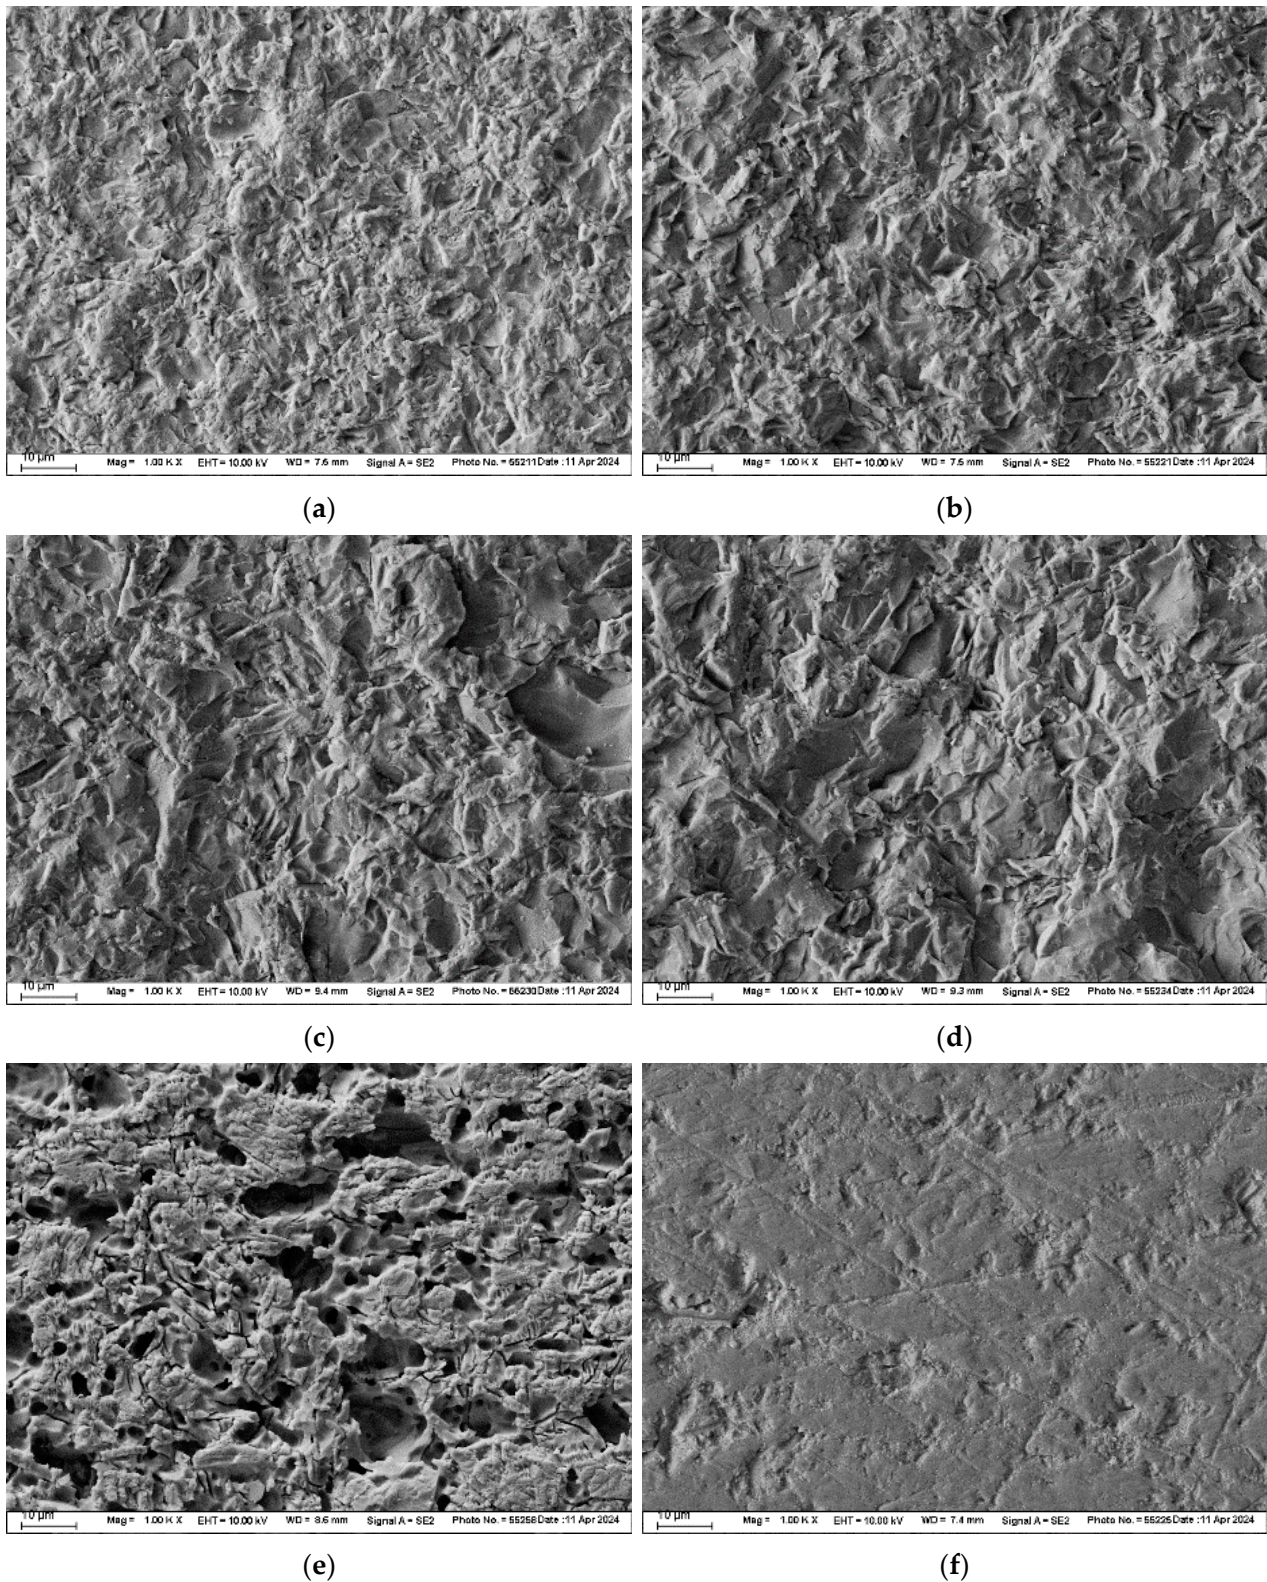 10 µm Mag = 1.00 K X EHT = 10.00 kV WD = 7.5 mm Signal A = SE2 Photo No. = 55211 Date :11 Apr 2024
10 µm Mag = 1.00 K X EHT = 10.00 kV WD = 7.5 mm Signal A = SE2 Photo No. = 55221 Date :11 Apr 2024
(a)
(b)
10 µm Mag = 1.00 K X EHT = 10.00 kV WD = 9.4 mm Signal A = SE2 Photo No. = 55230 Date :11 Apr 2024
10 µm Mag = 1.00 K X EHT = 10.00 kV WD = 9.3 mm Signal A = SE2 Photo No. = 55234 Date :11 Apr 2024
(c)
(d)
10 µm Mag = 1.00 K X EHT = 10.00 kV WD = 8.6 mm Signal A = SE2 Photo No. = 55258 Date :11 Apr 2024
10 µm Mag = 1.00 K X EHT = 10.00 kV WD = 7.4 mm Signal A = SE2 Photo No. = 55225 Date :11 Apr 2024
(e)
(f)